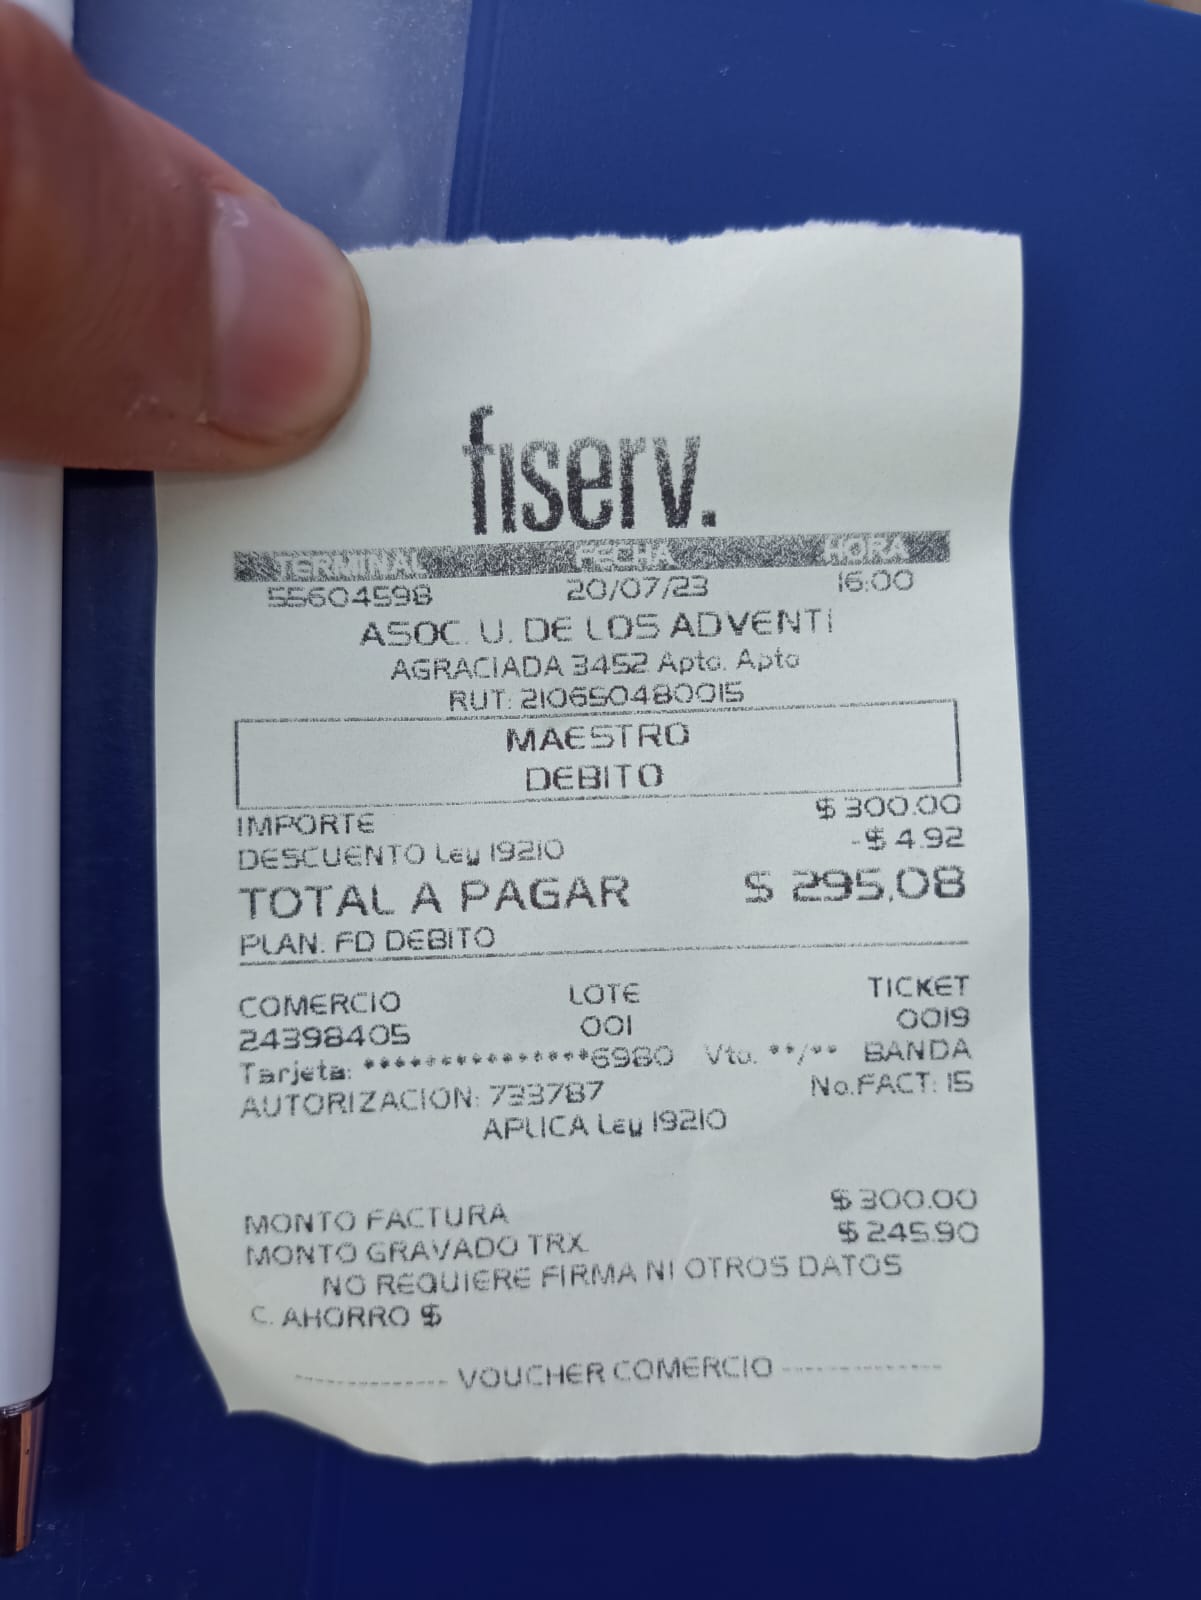 fiserv.
TERMINAL FECHA HORA
55604598 20/07/23 16:00
ASOC. U. DE LOS ADVENTI
AGRACIADA 3452 Apto. Apto
RUT: 210650480015
MAESTRO
DEBITO
IMPORTE $ 300.00
DESCUENTO Ley 19210 -$ 4.92
TOTAL A PAGAR $ 295,08
PLAN: FD DEBITO
COMERCIO LOTE TICKET
24398405 001 0019
Tarjeta: ***************6980 Vto. **/** BANDA
AUTORIZACION: 733787 No.FACT: 15
APLICA Ley 19210
MONTO FACTURA $ 300.00
MONTO GRAVADO TRX $ 245.90
NO REQUIERE FIRMA NI OTROS DATOS
C. AHORRO $
------------ VOUCHER COMERCIO ------------